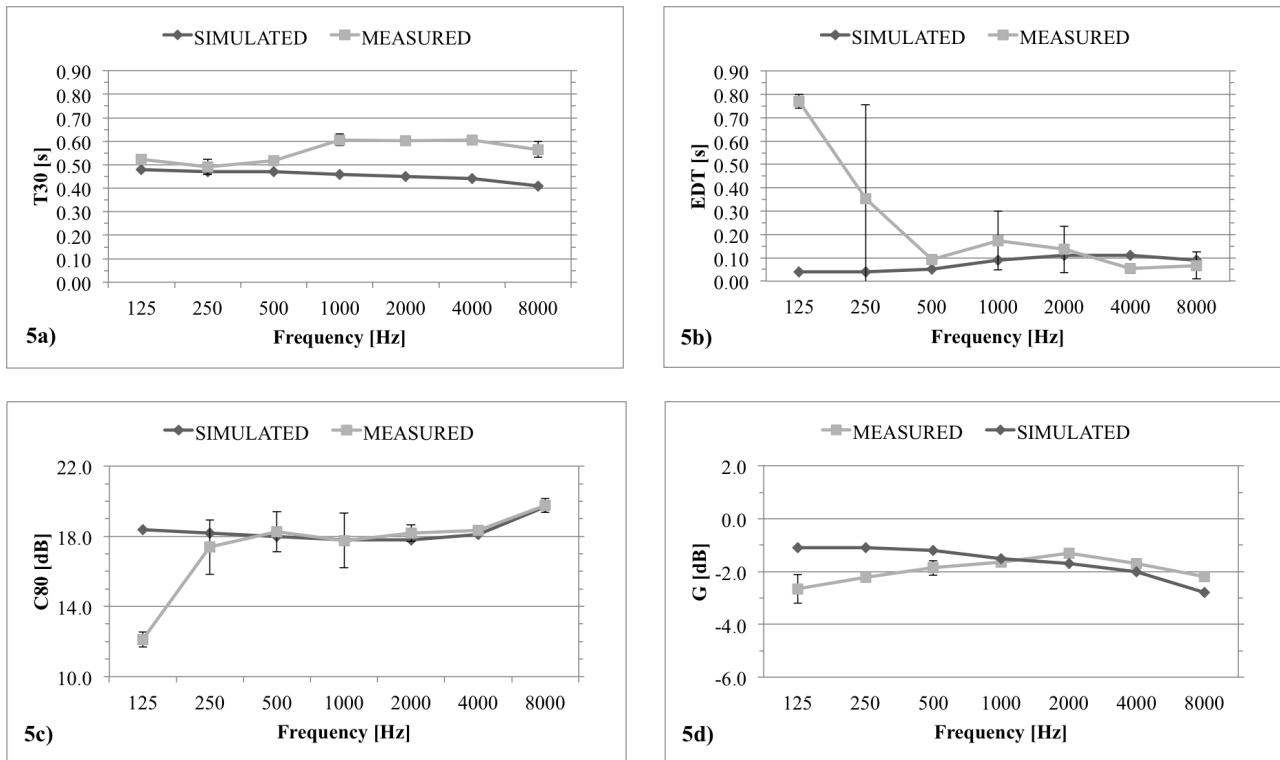 SIMULATED MEASURED
0.90
0.80
0.70
0.60
0.50
0.40
0.30
0.20
0.10
0.00
T30 [s]
125 250 500 1000 2000 4000 8000
Frequency [Hz]
5a)
SIMULATED MEASURED
0.90
0.80
0.70
0.60
0.50
0.40
0.30
0.20
0.10
0.00
EDT [s]
125 250 500 1000 2000 4000 8000
Frequency [Hz]
5b)
SIMULATED MEASURED
22.0
18.0
14.0
10.0
C80 [dB]
125 250 500 1000 2000 4000 8000
Frequency [Hz]
5c)
MEASURED SIMULATED
2.0
0.0
-2.0
-4.0
-6.0
G [dB]
125 250 500 1000 2000 4000 8000
Frequency [Hz]
5d)